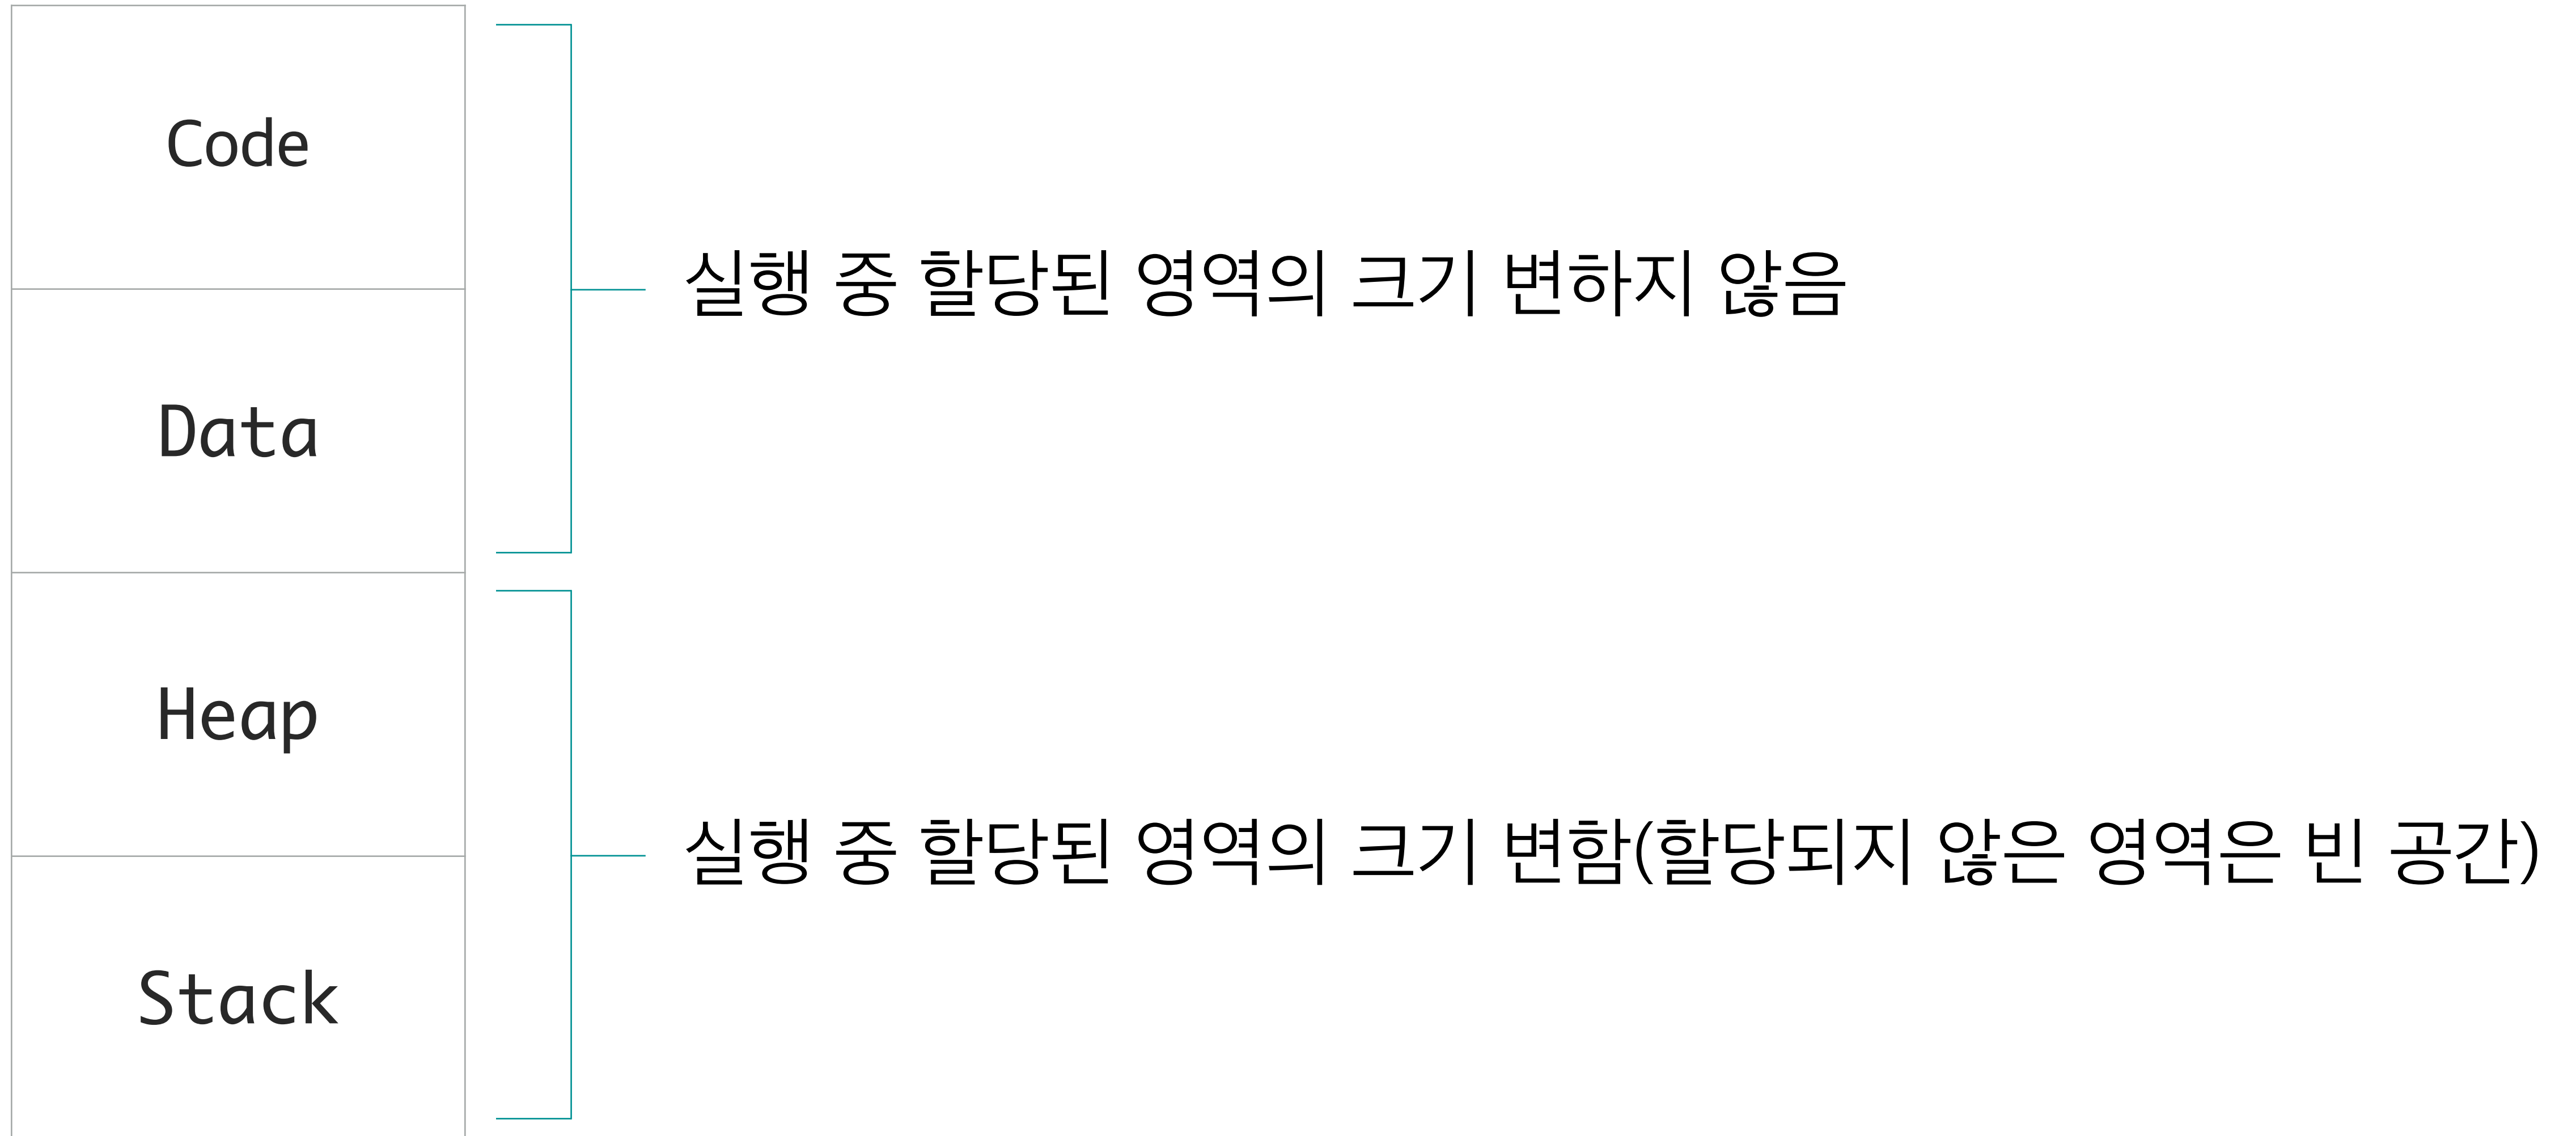 Code
실행 중 할당된 영역의 크기 변하지 않음
Data
Heap
실행 중 할당된 영역의 크기 변함(할당되지 않은 영역은 빈 공간)
Stack